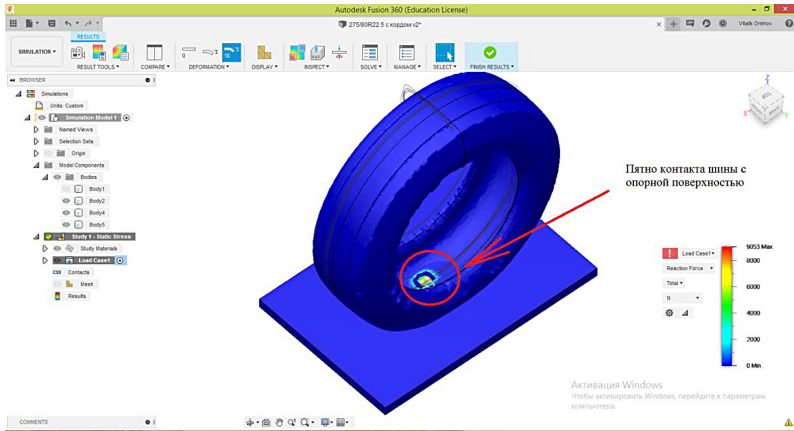 Autodesk Fusion 360 (Education License)
275/80R22.5 с кордом v2*
Vitalik Orehov
RESULTS
SIMULATION
RESULT TOOLS
COMPARE
DEFORMATION
DISPLAY
INSPECT
SOLVE
MANAGE
SELECT
FINISH RESULTS
BROWSER
Simulations
Units: Custom
Simulation Model 1
Named Views
Selection Sets
Origin
Model Components
Bodies
Body1
Body2
Body4
Body5
Study 1 - Static Stress
Study Materials
Load Case1
Contacts
Mesh
Results
Пятно контакта шины с
опорной поверхностью
Load Case1
Reaction Force
Total
N
9053 Max.
8000
6000
4000
2000
0 Min.
Активация Windows
Чтобы активировать Windows, перейдите к параметрам
компьютера.
COMMENTS